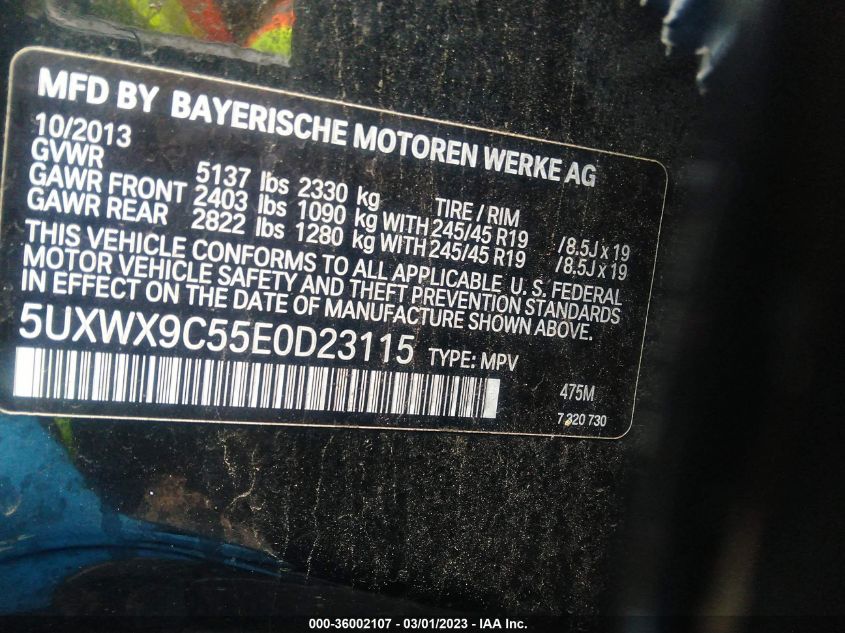 MFD BY BAYERISCHE MOTOREN WERKE AG
10/2013
GVWR 5137 lbs 2330 kg TIRE / RIM
GAWR FRONT 2403 lbs 1090 kg WITH 245/45 R19 /8.5J x 19
GAWR REAR 2822 lbs 1280 kg WITH 245/45 R19 /8.5J x 19
THIS VEHICLE CONFORMS TO ALL APPLICABLE U.S. FEDERAL
MOTOR VEHICLE SAFETY AND THEFT PREVENTION STANDARDS
IN EFFECT ON THE DATE OF MANUFACTURE SHOWN ABOVE.
5UXWX9C55E0D23115 TYPE: MPV
475M
7 320 730
000-36002107 - 03/01/2023 - IAA Inc.